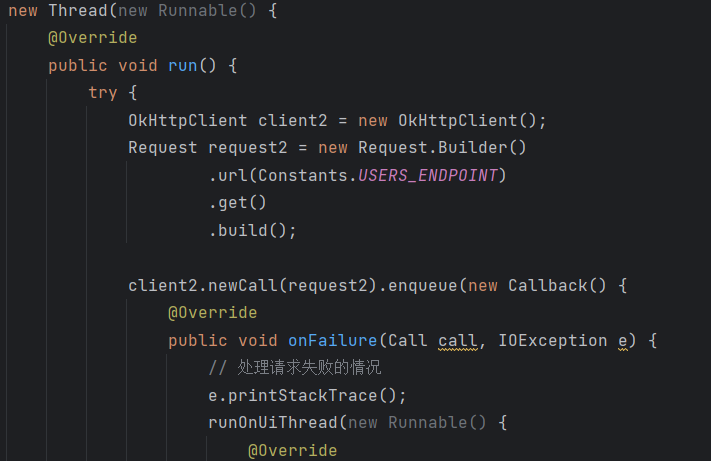 new Thread(new Runnable() {
@Override
public void run() {
try {
OkHttpClient client2 = new OkHttpClient();
Request request2 = new Request.Builder()
.url(Constants.USERS_ENDPOINT)
.get()
.build();
client2.newCall(request2).enqueue(new Callback() {
@Override
public void onFailure(Call call, IOException e) {
// 处理请求失败的情况
e.printStackTrace();
runOnUiThread(new Runnable() {
@Override